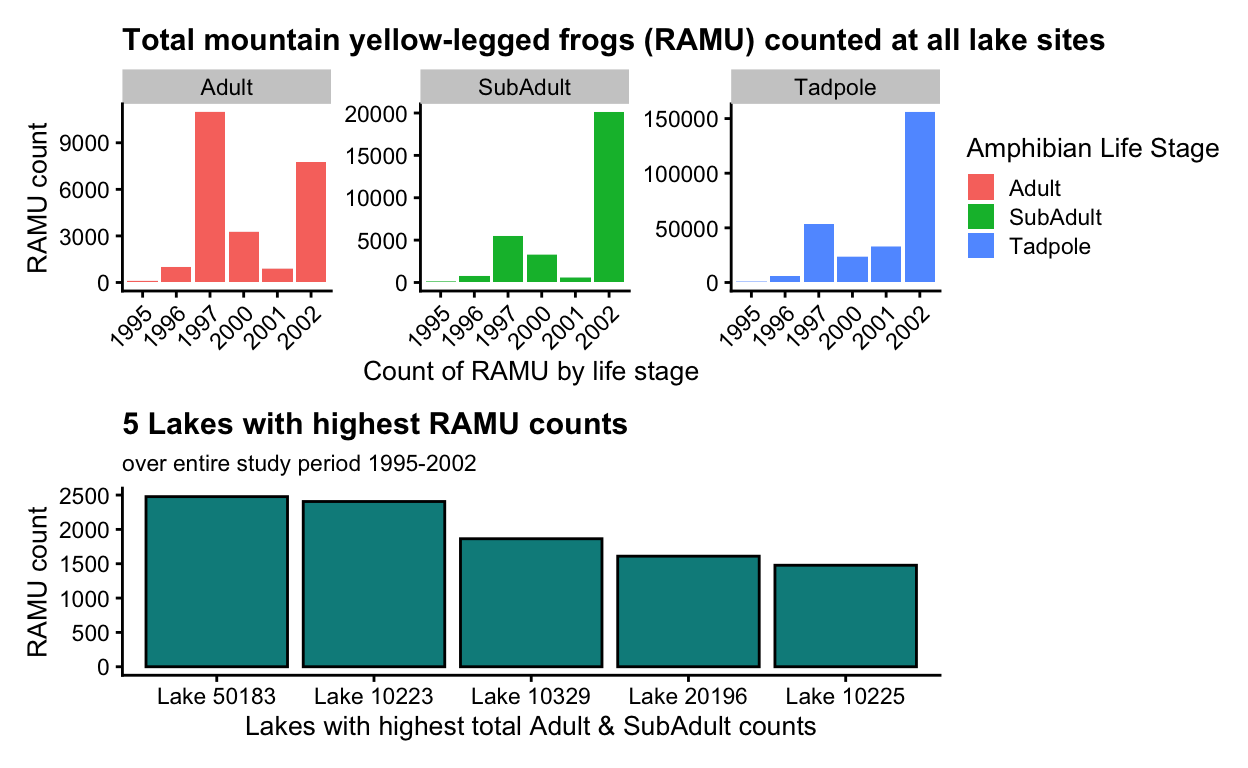 Total mountain yellow-legged frogs (RAMU) counted at all lake sites
Adult
SubAdult
Tadpole
RAMU count
9000
6000
3000
0
1995
1996
1997
2000
2001
2002
20000
15000
10000
5000
0
1995
1996
1997
2000
2001
2002
150000
100000
50000
0
1995
1996
1997
2000
2001
2002
Count of RAMU by life stage
Amphibian Life Stage
Adult
SubAdult
Tadpole
5 Lakes with highest RAMU counts
over entire study period 1995-2002
RAMU count
2500
2000
1500
1000
500
0
Lake 50183
Lake 10223
Lake 10329
Lake 20196
Lake 10225
Lakes with highest total Adult & SubAdult counts